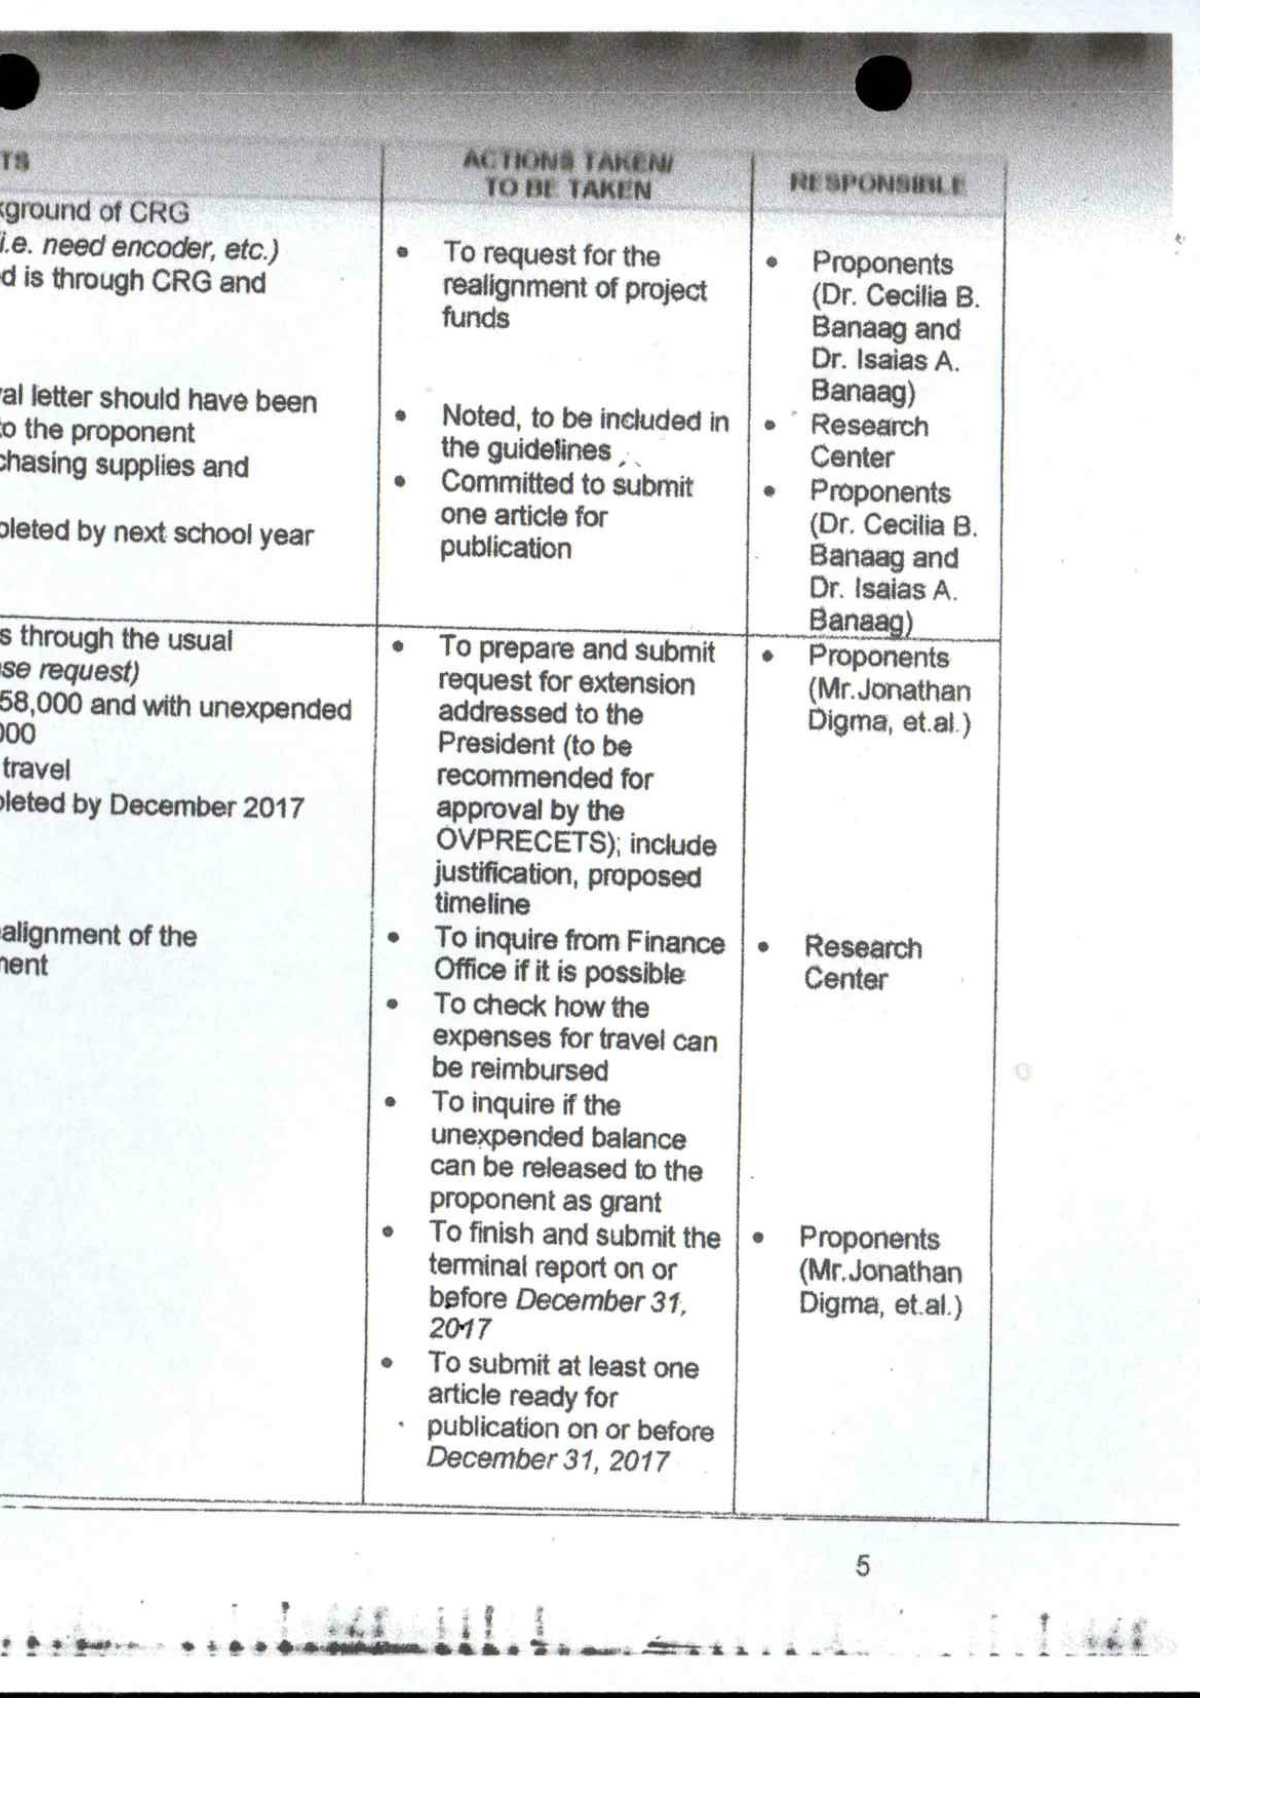 TS
kground of CRG
i.e. need encoder, etc.)
d is through CRG and
val letter should have been
to the proponent
chasing supplies and
pleted by next school year
s through the usual
se request)
58,000 and with unexpended
000
travel
pleted by December 2017
ealignment of the
ment
ACTIONS TAKEN/
TO BE TAKEN
• To request for the
realignment of project
funds
• Noted, to be included in
the guidelines
• Committed to submit
one article for
publication
• To prepare and submit
request for extension
addressed to the
President (to be
recommended for
approval by the
OVPRECETS); include
justification, proposed
timeline
• To inquire from Finance
Office if it is possible
• To check how the
expenses for travel can
be reimbursed
• To inquire if the
unexpended balance
can be released to the
proponent as grant
• To finish and submit the
terminal report on or
before December 31,
2017
• To submit at least one
article ready for
publication on or before
December 31, 2017
RESPONSIBLE
• Proponents
(Dr. Cecilia B.
Banaag and
Dr. Isaias A.
Banaag)
• Research
Center
• Proponents
(Dr. Cecilia B.
Banaag and
Dr. Isaias A.
Banaag)
• Proponents
(Mr.Jonathan
Digma, et.al.)
• Research
Center
• Proponents
(Mr.Jonathan
Digma, et.al.)
5